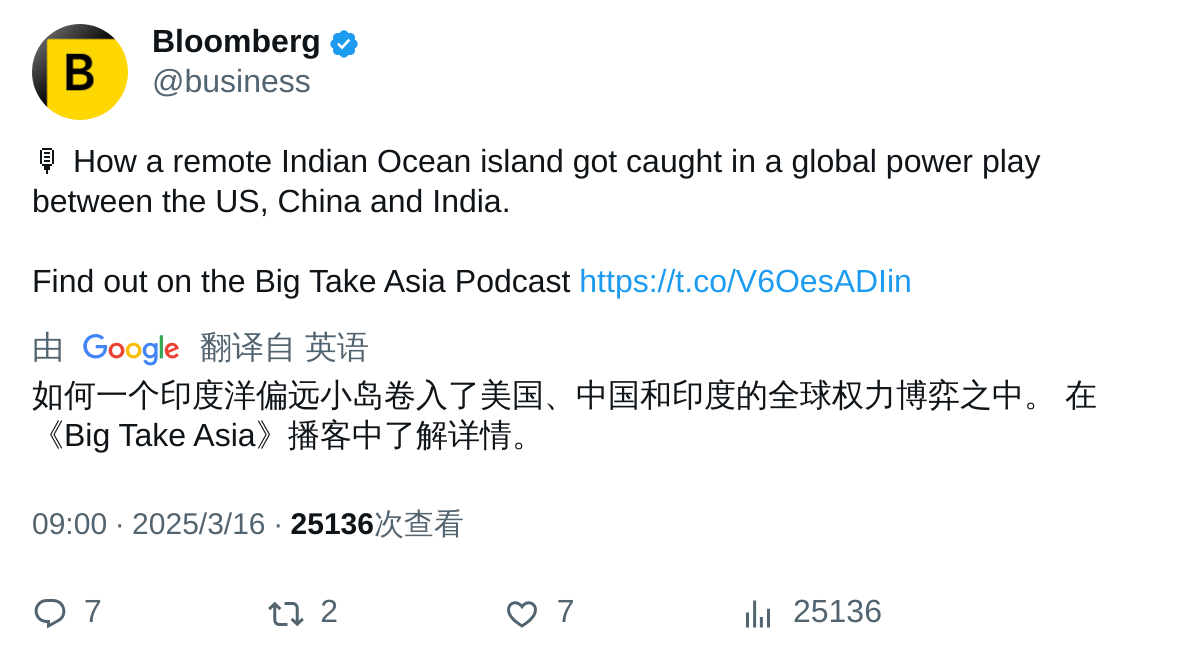 B
Bloomberg
@business
🎙 How a remote Indian Ocean island got caught in a global power play
between the US, China and India.
Find out on the Big Take Asia Podcast https://t.co/V6OesADIin
由 Google 翻译自 英语
如何一个印度洋偏远小岛卷入了美国、中国和印度的全球权力博弈之中。 在
《Big Take Asia》播客中了解详情。
09:00 · 2025/3/16 · 25136次查看
7 2 7 25136